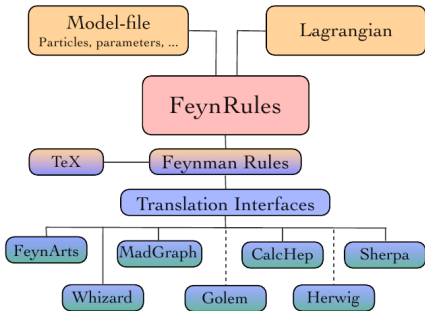 Model-file
Particles, parameters, ...
Lagrangian
FeynRules
TeX
Feynman Rules
Translation Interfaces
FeynArts
MadGraph
CalcHep
Sherpa
Whizard
Golem
Herwig